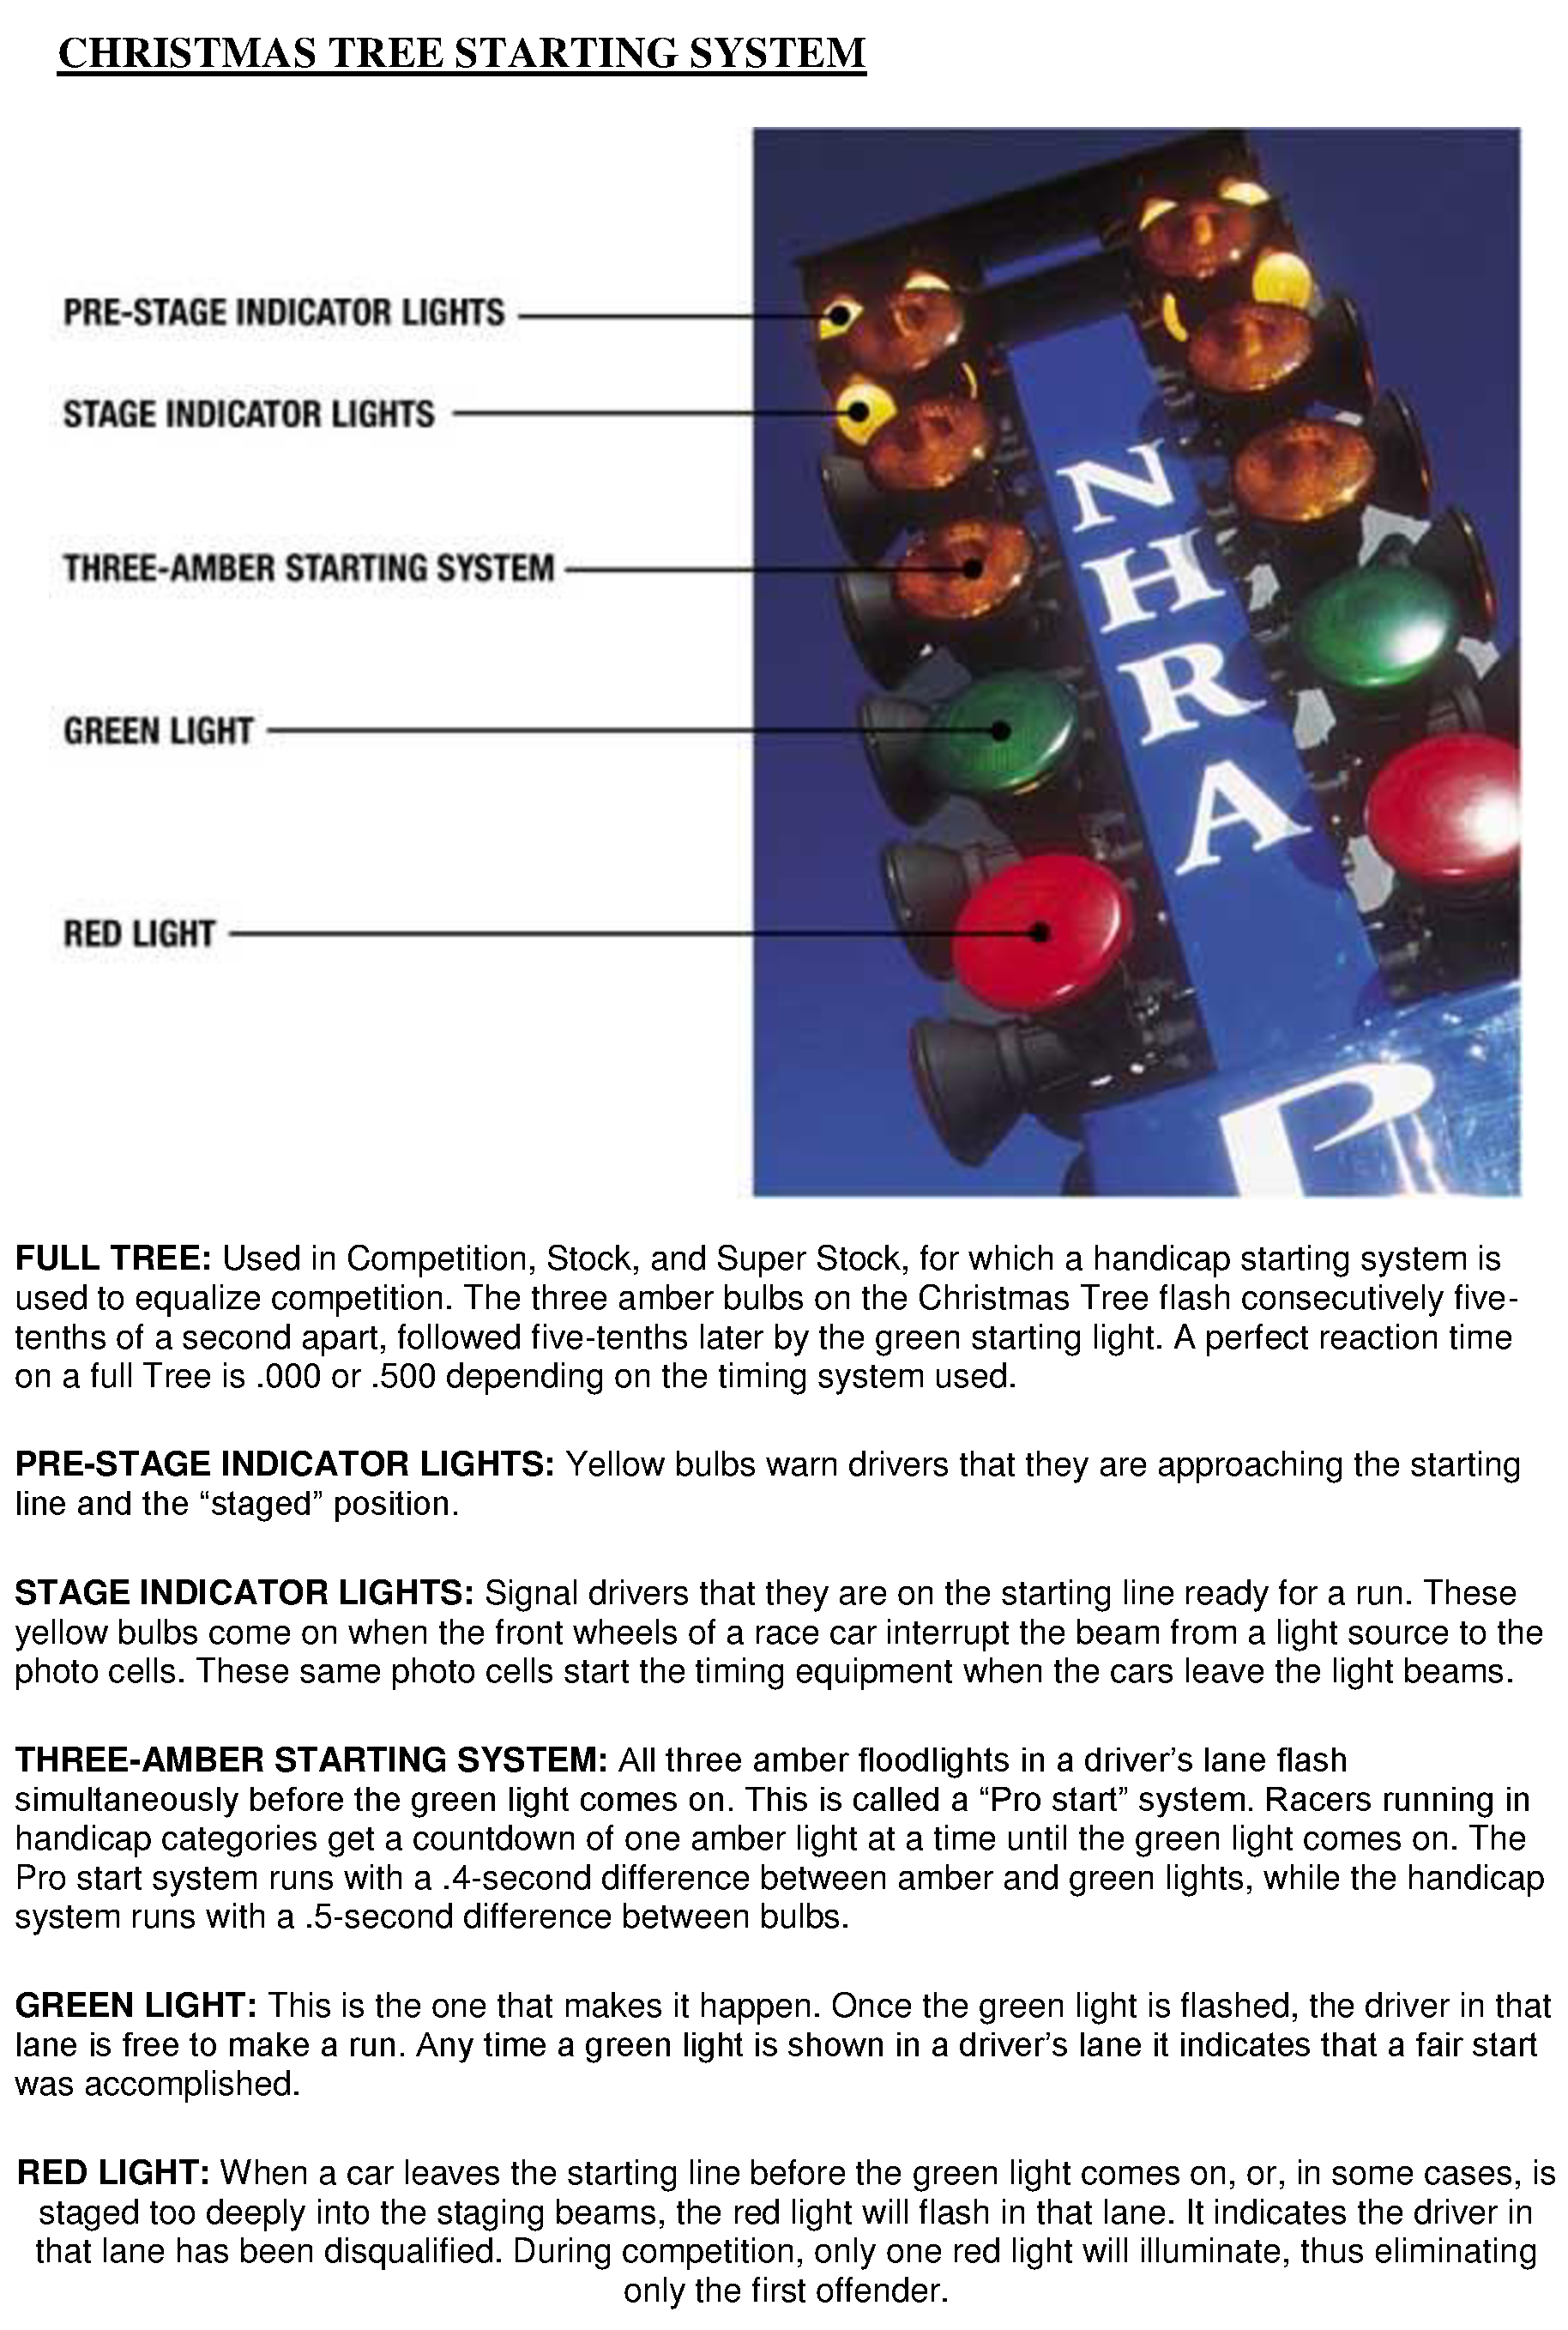 CHRISTMAS TREE STARTING SYSTEM
PRE-STAGE INDICATOR LIGHTS
STAGE INDICATOR LIGHTS
THREE-AMBER STARTING SYSTEM
GREEN LIGHT
RED LIGHT
N
H
R
A
P
FULL TREE: Used in Competition, Stock, and Super Stock, for which a handicap starting system is
used to equalize competition. The three amber bulbs on the Christmas Tree flash consecutively five-
tenths of a second apart, followed five-tenths later by the green starting light. A perfect reaction time
on a full Tree is .000 or .500 depending on the timing system used.
PRE-STAGE INDICATOR LIGHTS: Yellow bulbs warn drivers that they are approaching the starting
line and the “staged” position.
STAGE INDICATOR LIGHTS: Signal drivers that they are on the starting line ready for a run. These
yellow bulbs come on when the front wheels of a race car interrupt the beam from a light source to the
photo cells. These same photo cells start the timing equipment when the cars leave the light beams.
THREE-AMBER STARTING SYSTEM: All three amber floodlights in a driver’s lane flash
simultaneously before the green light comes on. This is called a “Pro start” system. Racers running in
handicap categories get a countdown of one amber light at a time until the green light comes on. The
Pro start system runs with a .4-second difference between amber and green lights, while the handicap
system runs with a .5-second difference between bulbs.
GREEN LIGHT: This is the one that makes it happen. Once the green light is flashed, the driver in that
lane is free to make a run. Any time a green light is shown in a driver’s lane it indicates that a fair start
was accomplished.
RED LIGHT: When a car leaves the starting line before the green light comes on, or, in some cases, is
staged too deeply into the staging beams, the red light will flash in that lane. It indicates the driver in
that lane has been disqualified. During competition, only one red light will illuminate, thus eliminating
only the first offender.